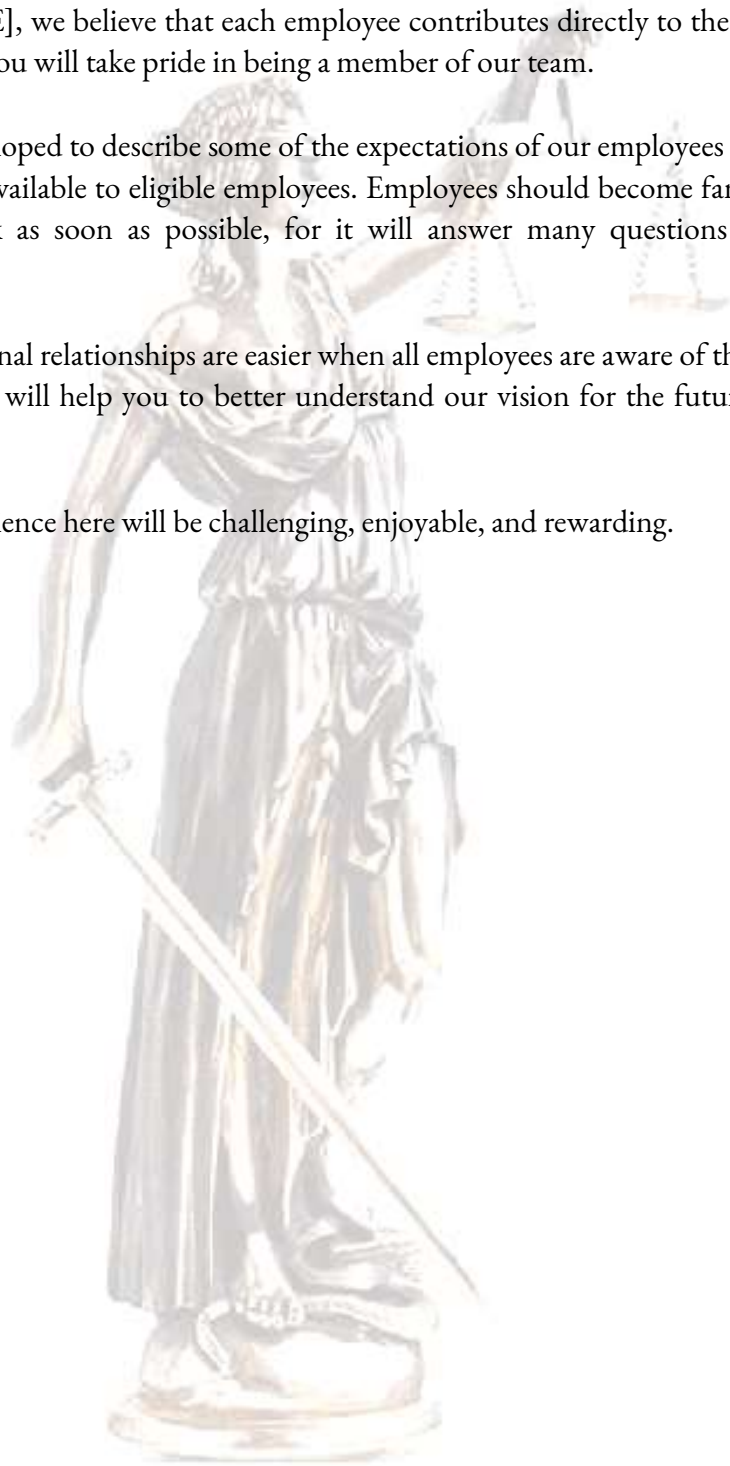 ], we believe that each employee contributes directly to the
ou will take pride in being a member of our team.
oped to describe some of the expectations of our employees
vailable to eligible employees. Employees should become fa
as soon as possible, for it will answer many questions
nal relationships are easier when all employees are aware of th
will help you to better understand our vision for the futu
ence here will be challenging, enjoyable, and rewarding.